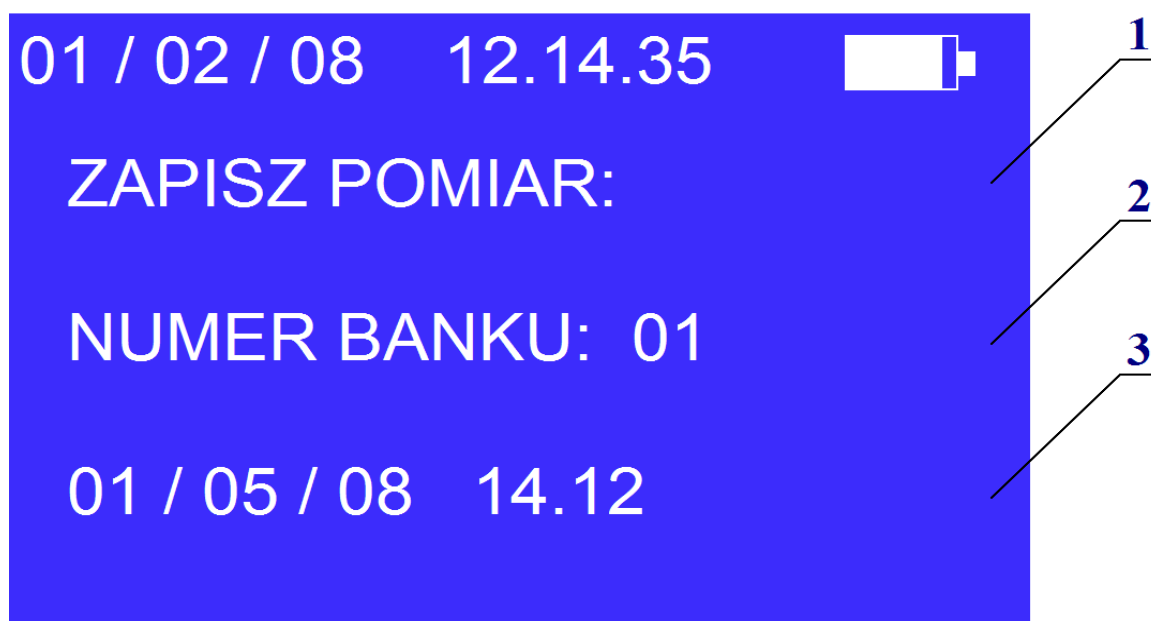 01 / 02 / 08 12.14.35
1
ZAPISZ POMIAR:
2
NUMER BANKU: 01
3
01 / 05 / 08 14.12